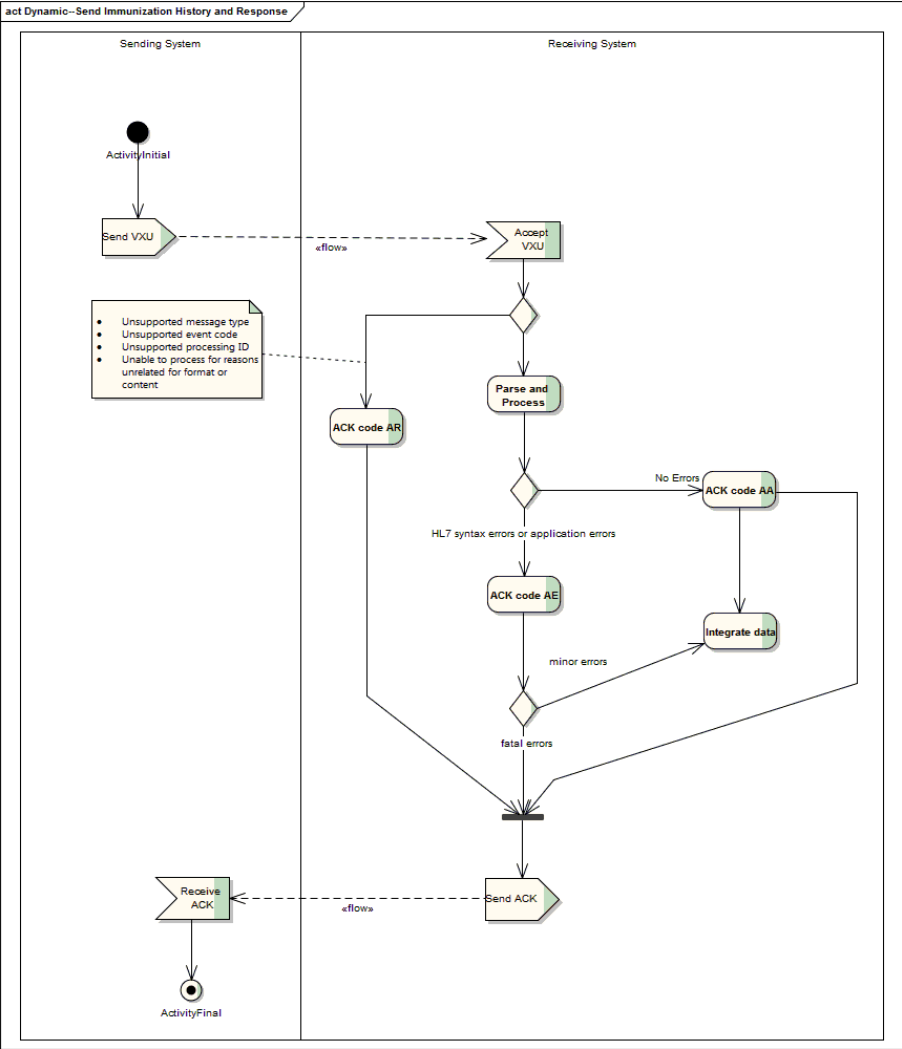 act Dynamic--Send Immunization History and Response
Sending System
Receiving System
ActivityInitial
Send VXU
«flow»
Accept
VXU
• Unsupported message type
• Unsupported event code
• Unsupported processing ID
• Unable to process for reasons
unrelated for format or
content
Parse and
Process
ACK code AR
No Errors
ACK code AA
HL7 syntax errors or application errors
ACK code AE
Integrate data
minor errors
fatal errors
Receive
ACK
«flow»
Send ACK
ActivityFinal